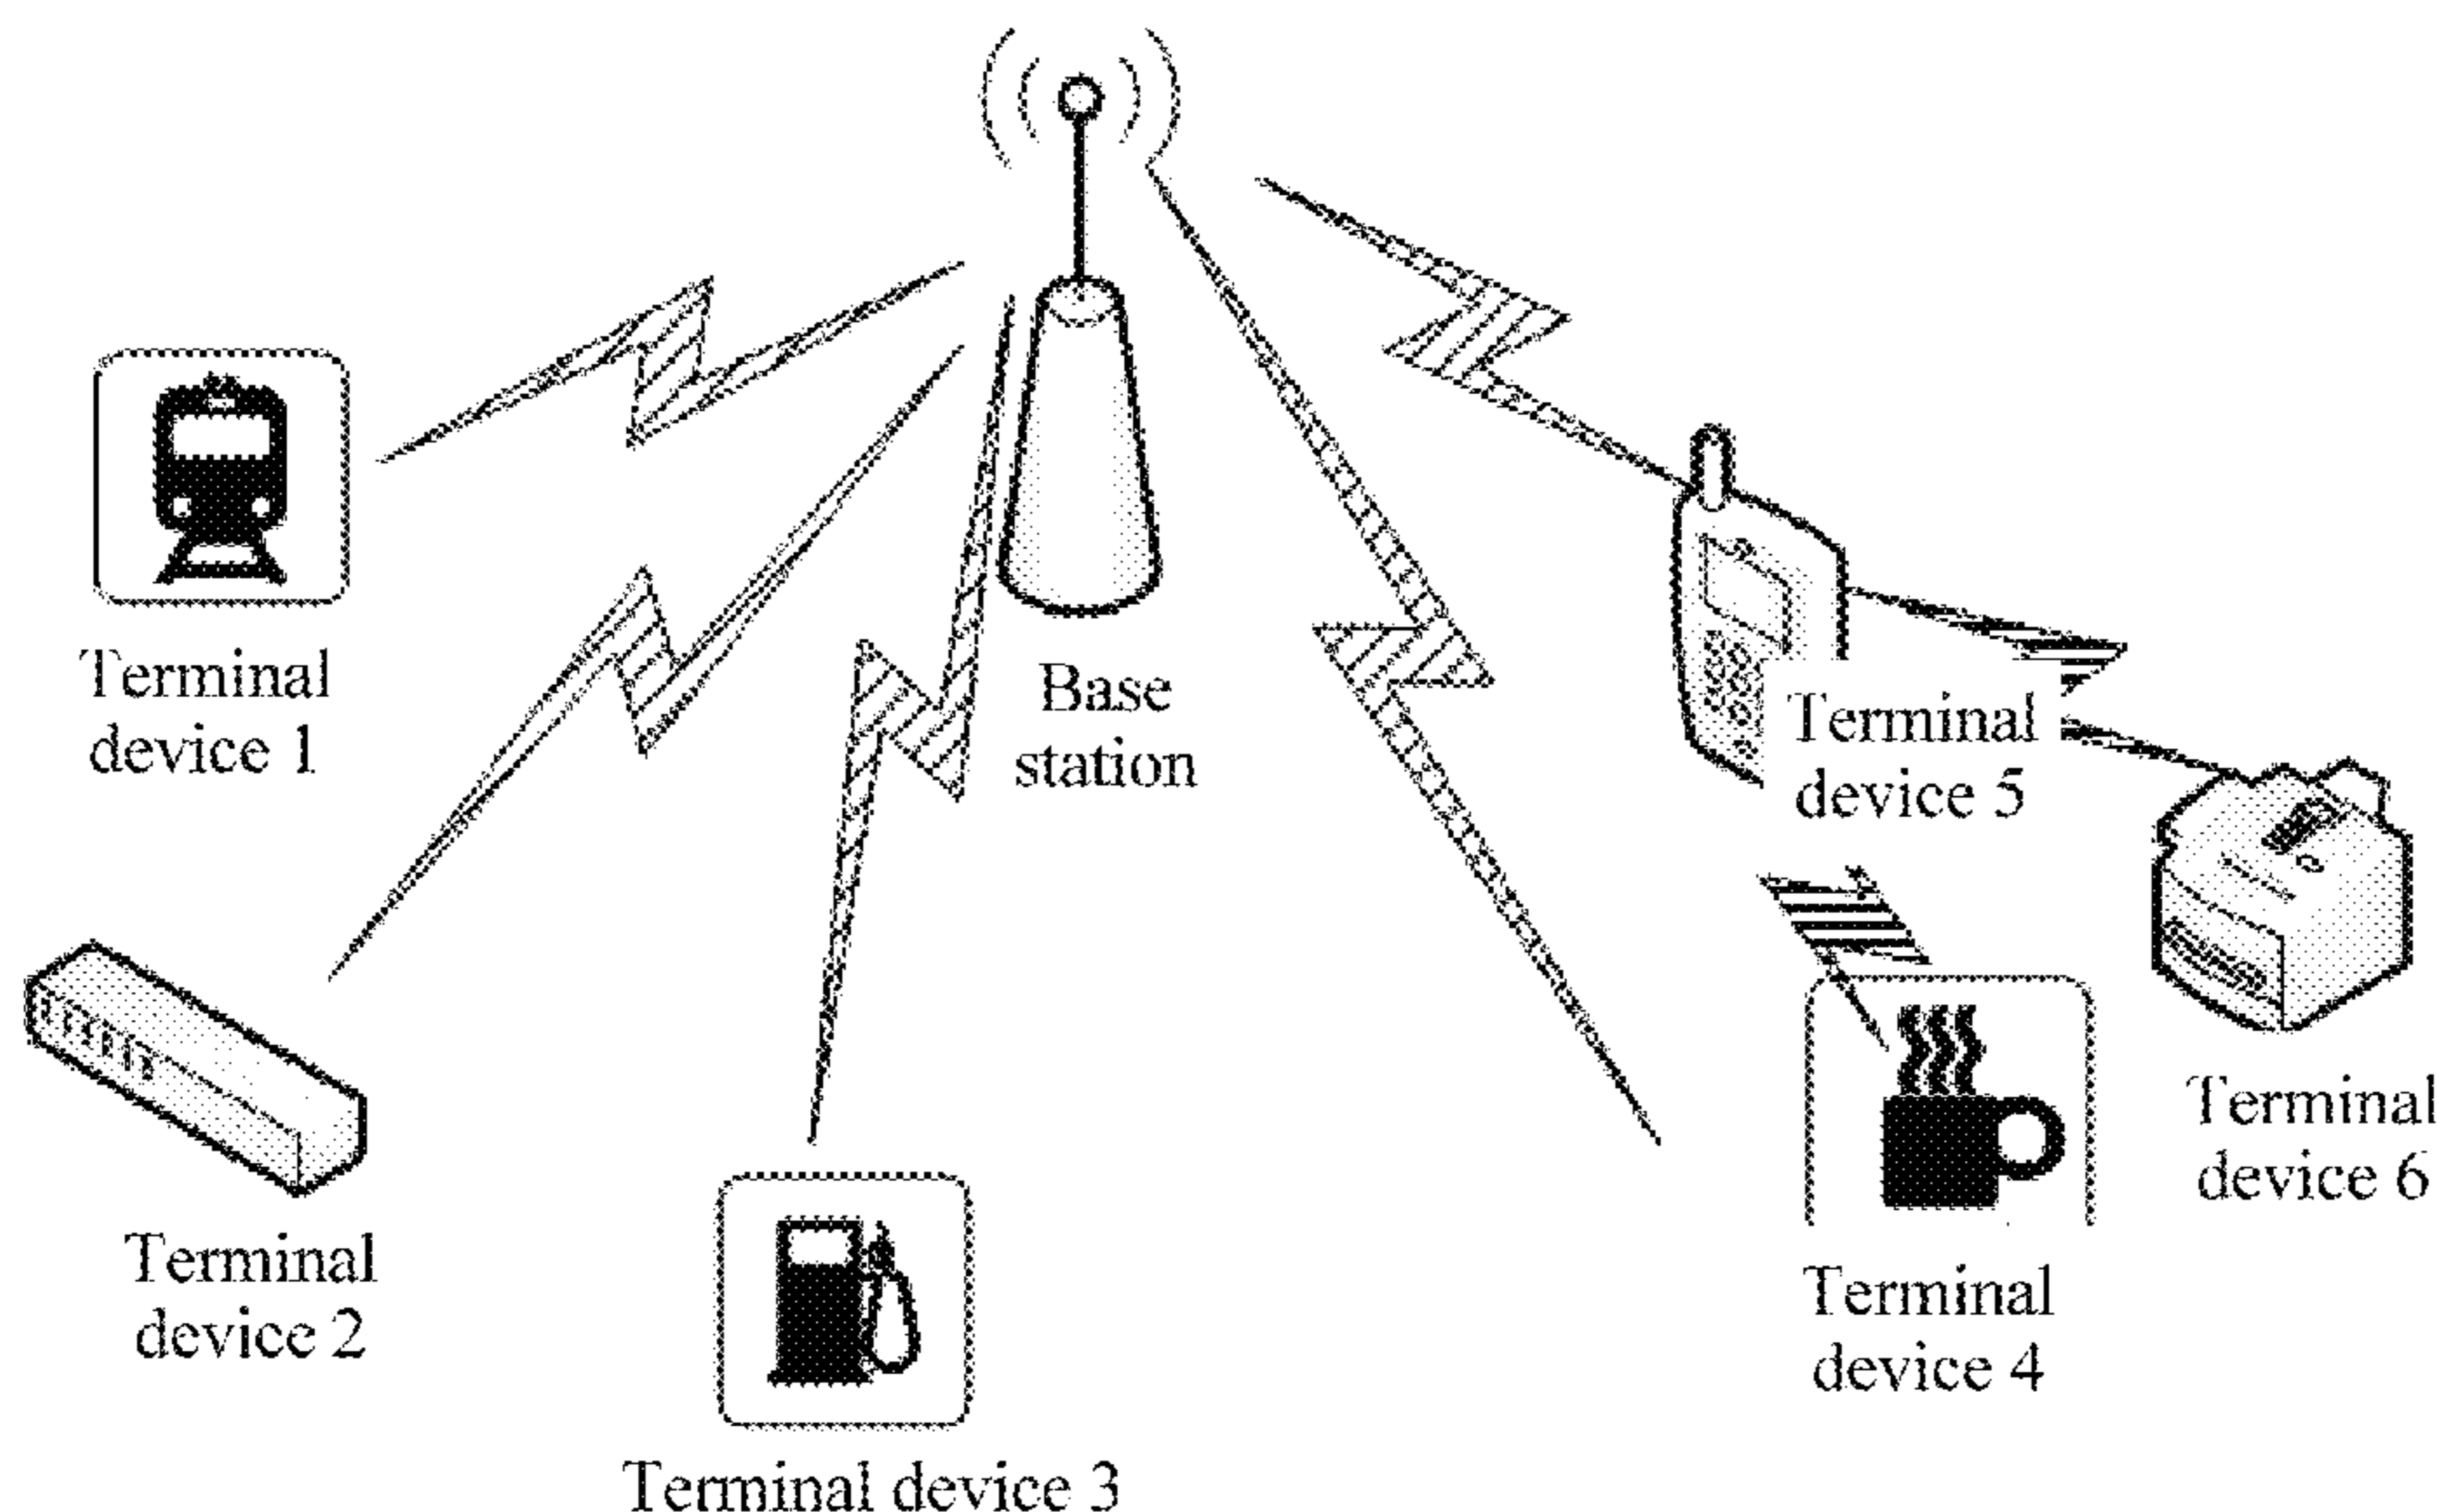 Terminal
device 1
Base
station
Terminal
device 5
Terminal
device 6
Terminal
device 2
Terminal
device 4
Terminal device 3